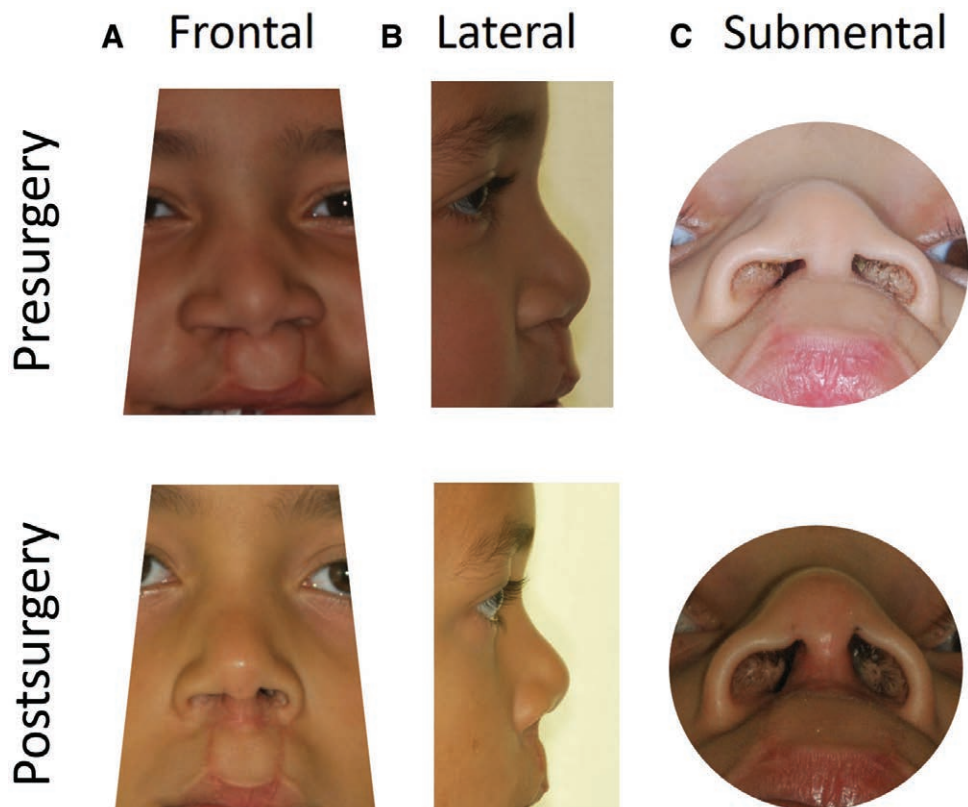 A Frontal
B Lateral
C Submental
Presurgery
Postsurgery